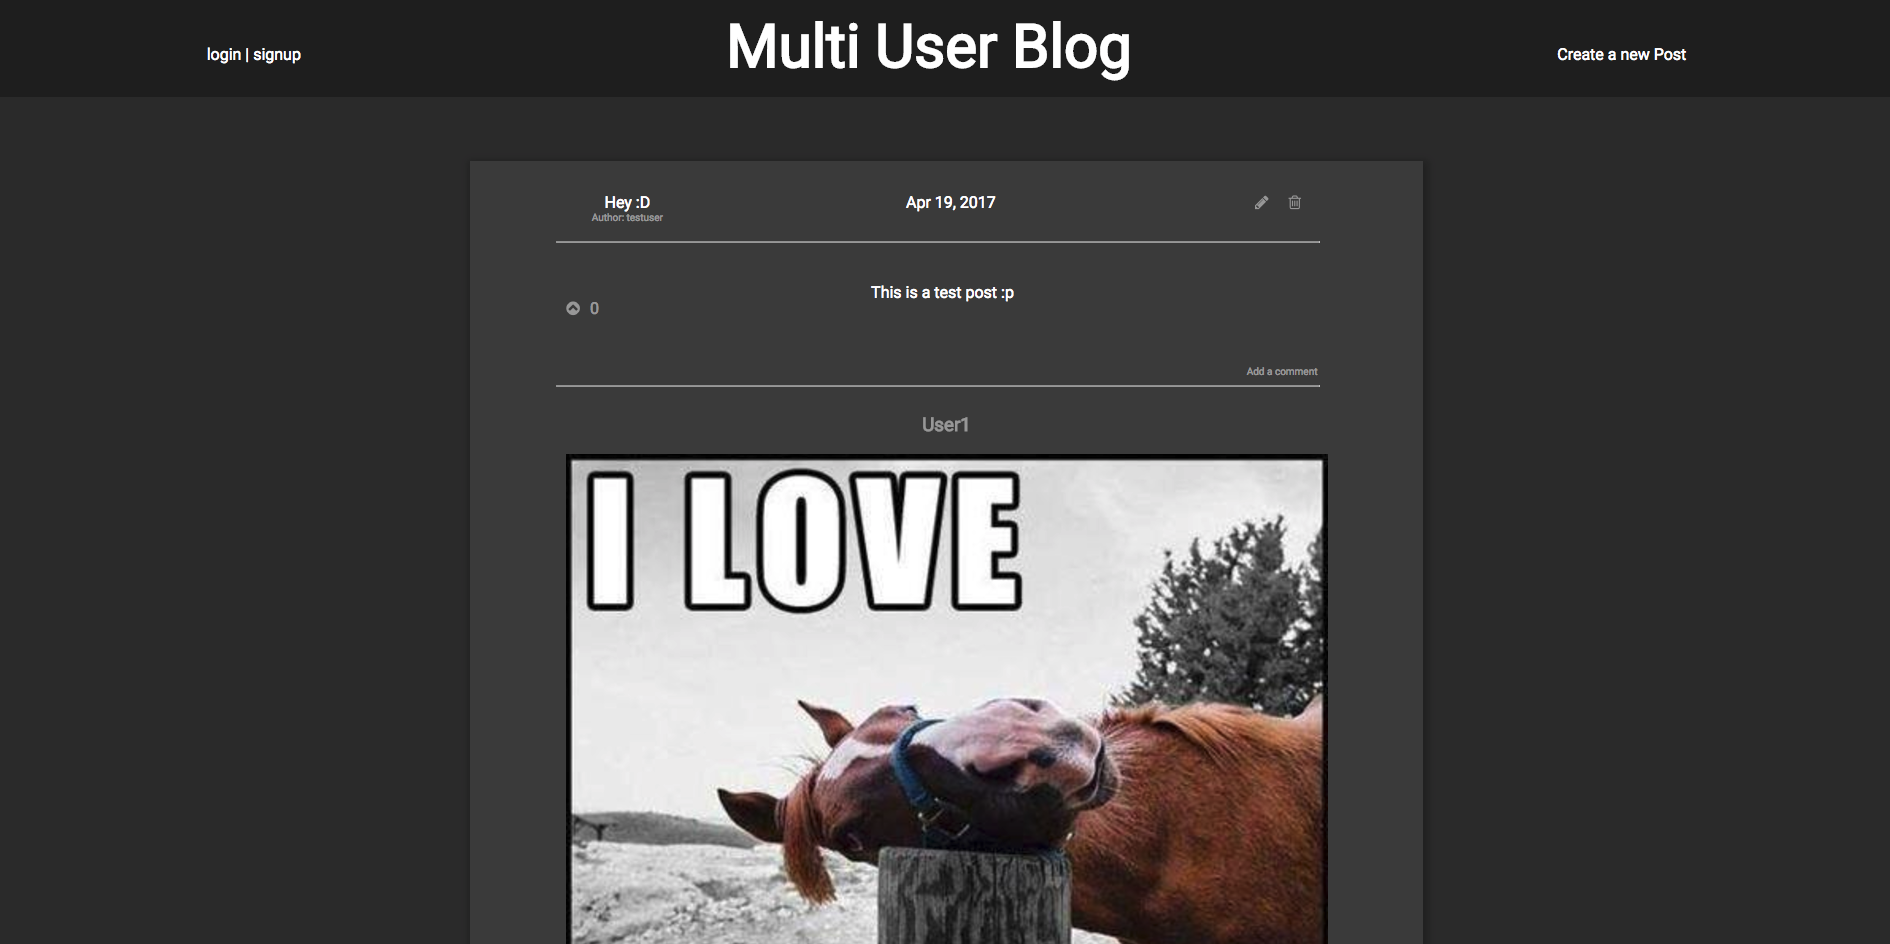 login | signup
Multi User Blog
Create a new Post
Hey :D
Apr 19, 2017
Author: testuser
This is a test post :p
0
Add a comment
User1
I LOVE